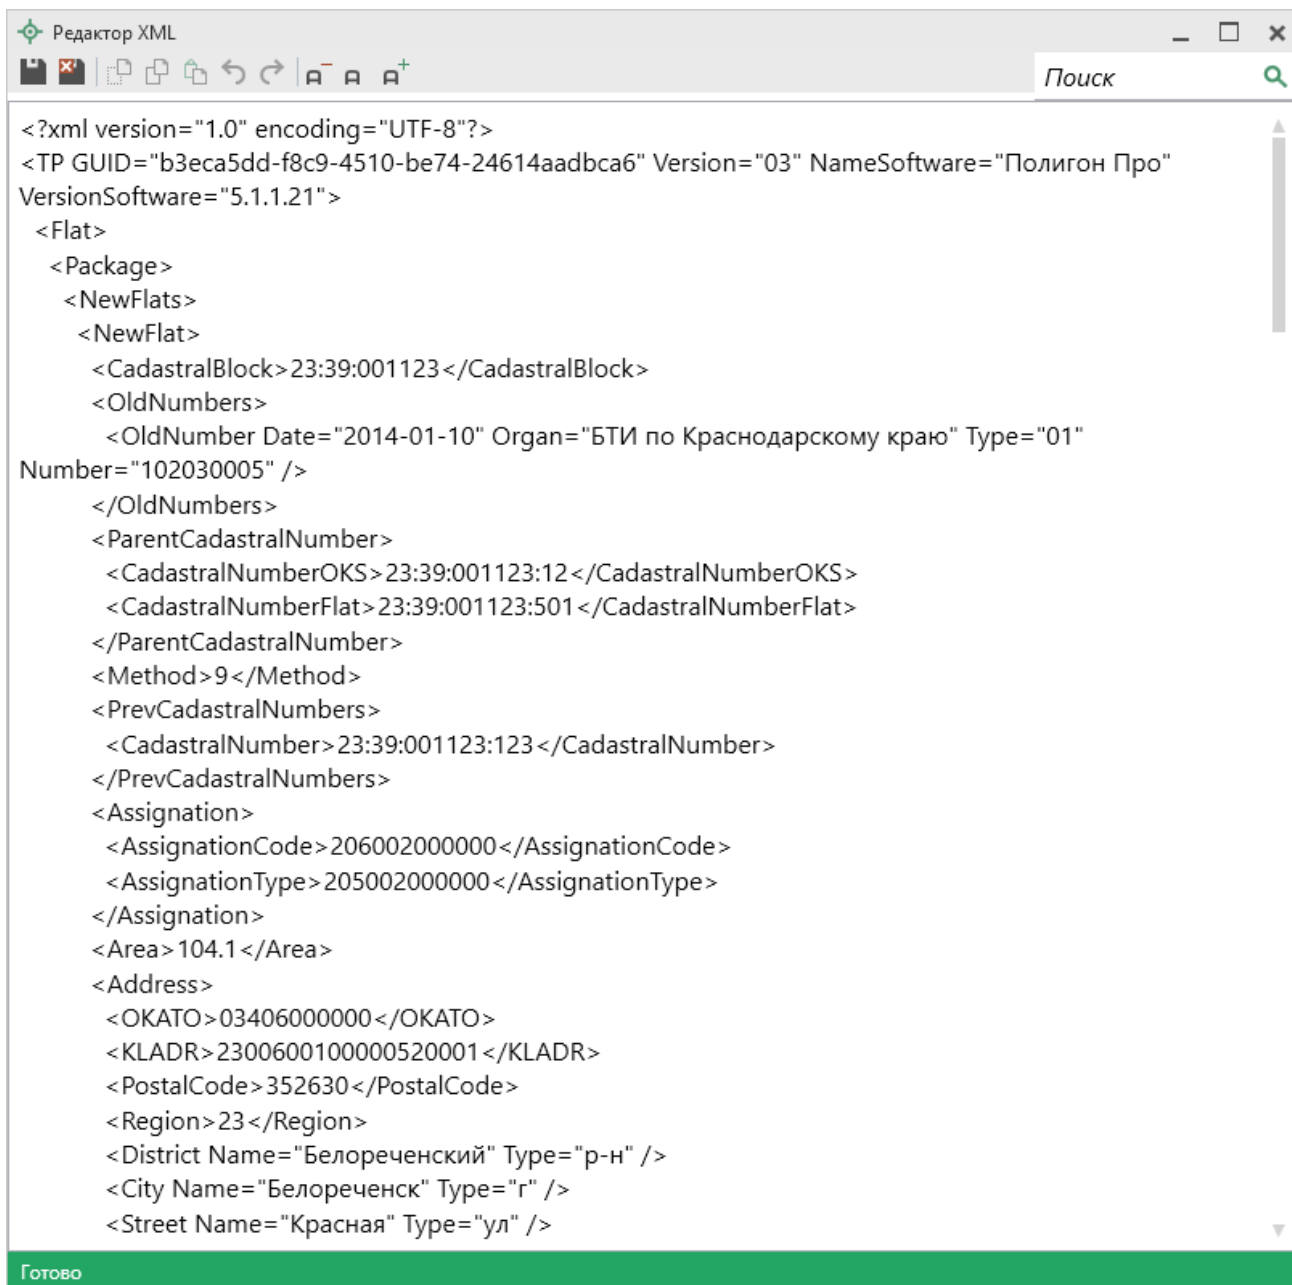 Редактор XML
Поиск
<?xml version="1.0" encoding="UTF-8"?>
<TP GUID="b3eca5dd-f8c9-4510-be74-24614aadbca6" Version="03" NameSoftware="Полигон Про"
VersionSoftware="5.1.1.21">
<Flat>
<Package>
<NewFlats>
<NewFlat>
<CadastralBlock>23:39:001123</CadastralBlock>
<OldNumbers>
<OldNumber Date="2014-01-10" Organ="БТИ по Краснодарскому краю" Type="01"
Number="102030005" />
</OldNumbers>
<ParentCadastralNumber>
<CadastralNumberOKS>23:39:001123:12</CadastralNumberOKS>
<CadastralNumberFlat>23:39:001123:501</CadastralNumberFlat>
</ParentCadastralNumber>
<Method>9</Method>
<PrevCadastralNumbers>
<CadastralNumber>23:39:001123:123</CadastralNumber>
</PrevCadastralNumbers>
<Assignation>
<AssignationCode>206002000000</AssignationCode>
<AssignationType>205002000000</AssignationType>
</Assignation>
<Area>104.1</Area>
<Address>
<OKATO>03406000000</OKATO>
<KLADR>23006001000005200​01</KLADR>
<PostalCode>352630</PostalCode>
<Region>23</Region>
<District Name="Белореченский" Type="р-н" />
<City Name="Белореченск" Type="г" />
<Street Name="Красная" Type="ул" />
Готово